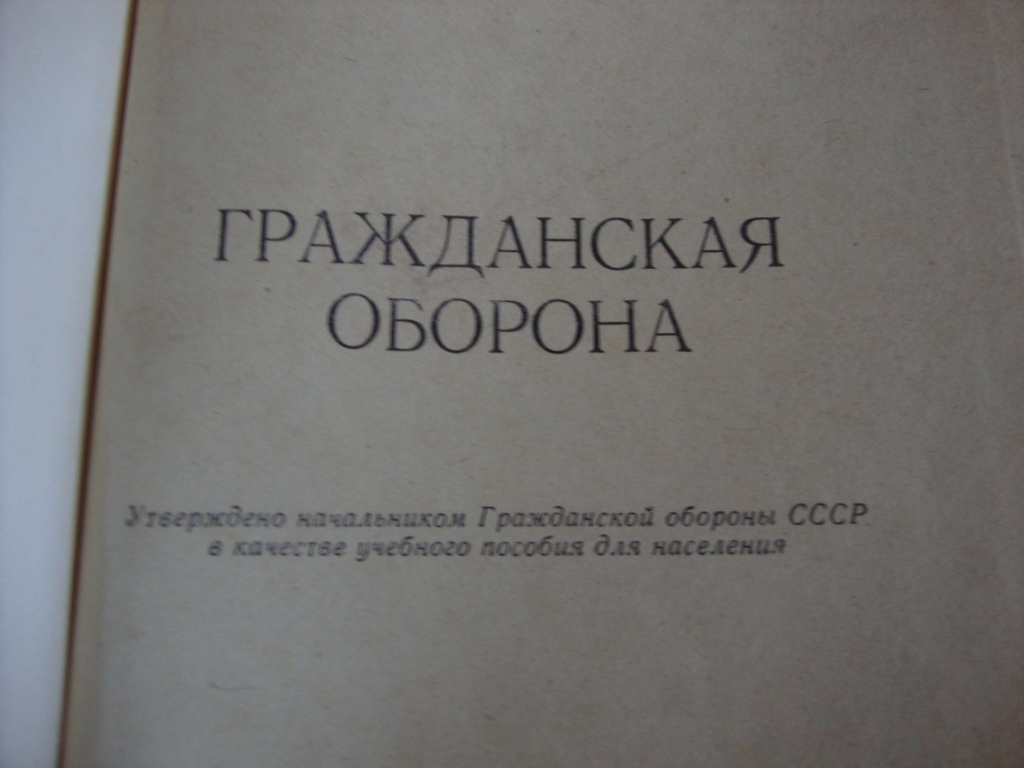 ГРАЖДАНСКАЯ
ОБОРОНА
Утверждено начальником Гражданской обороны СССР
в качестве учебного пособия для населения